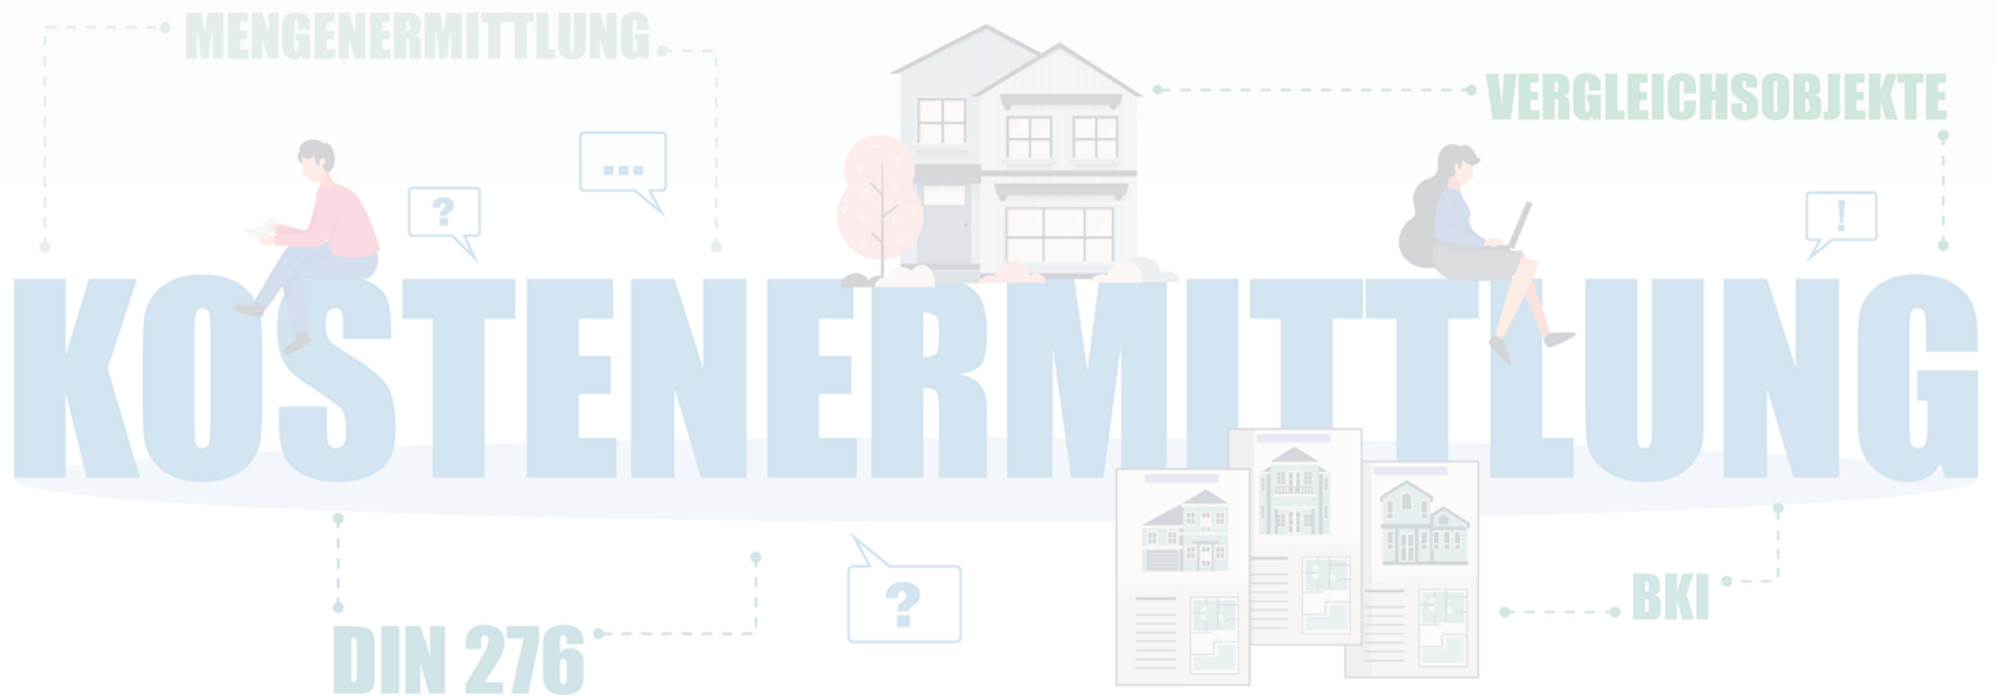 MENGENERMITTLUNG
VERGLEICHSOBJEKTE
...
?
!
KOSTENERMITTLUNG
?
BKI
DIN 276